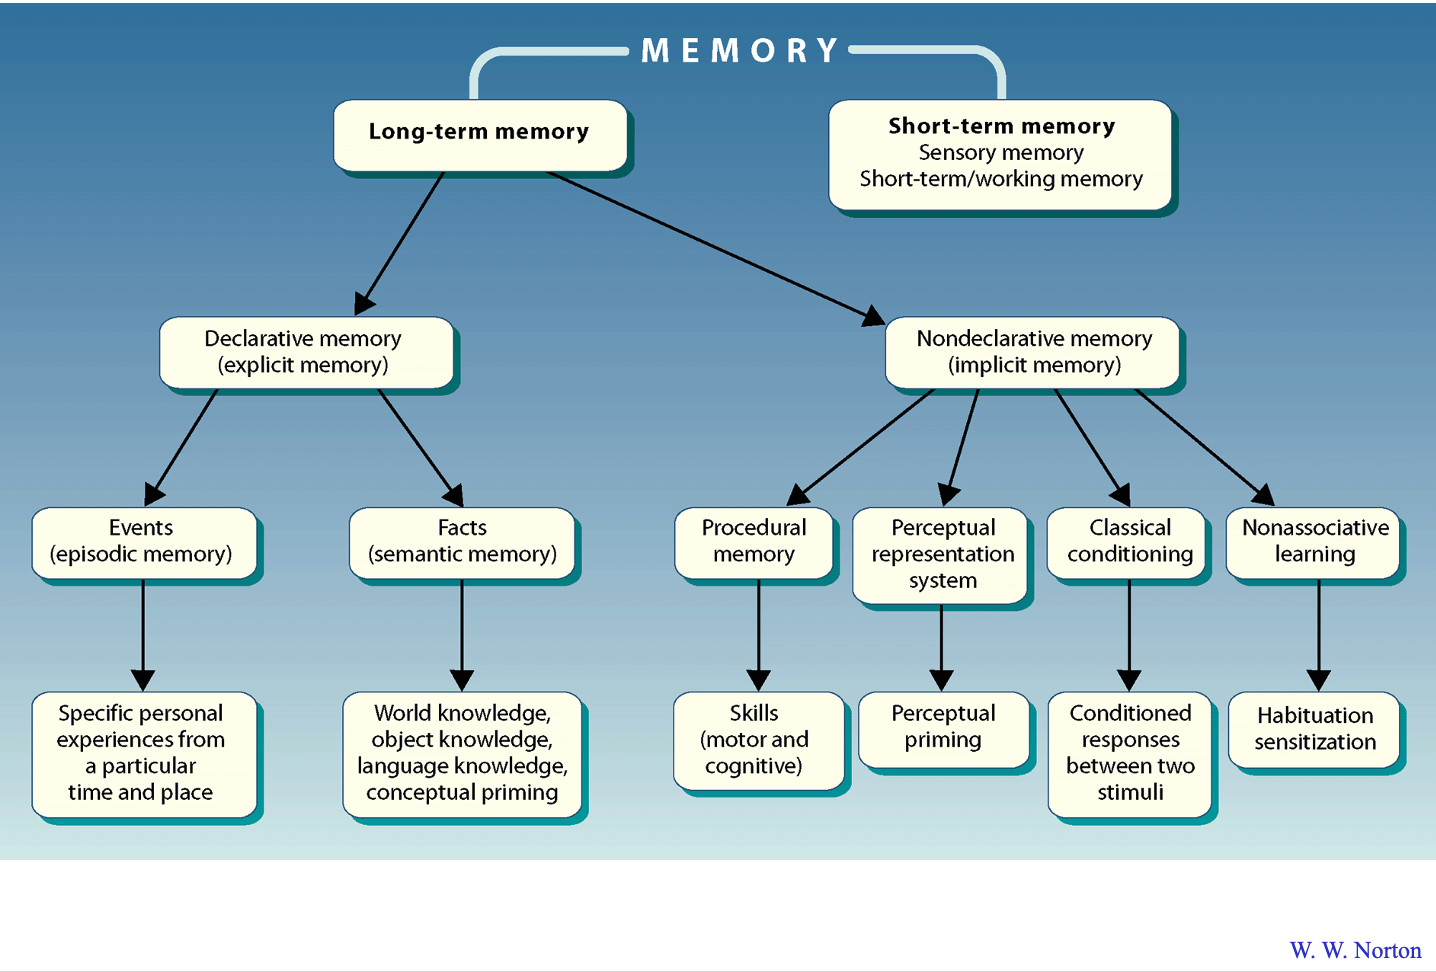 MEMORY
Long-term memory
Short-term memory
Sensory memory
Short-term/working memory
Declarative memory
(explicit memory)
Nondeclarative memory
(implicit memory)
Events
(episodic memory)
Facts
(semantic memory)
Procedural
memory
Perceptual
representation
system
Classical
conditioning
Nonassociative
learning
Specific personal
experiences from
a particular
time and place
World knowledge,
object knowledge,
language knowledge,
conceptual priming
Skills
(motor and
cognitive)
Perceptual
priming
Conditioned
responses
between two
stimuli
Habituation
sensitization
W. W. Norton